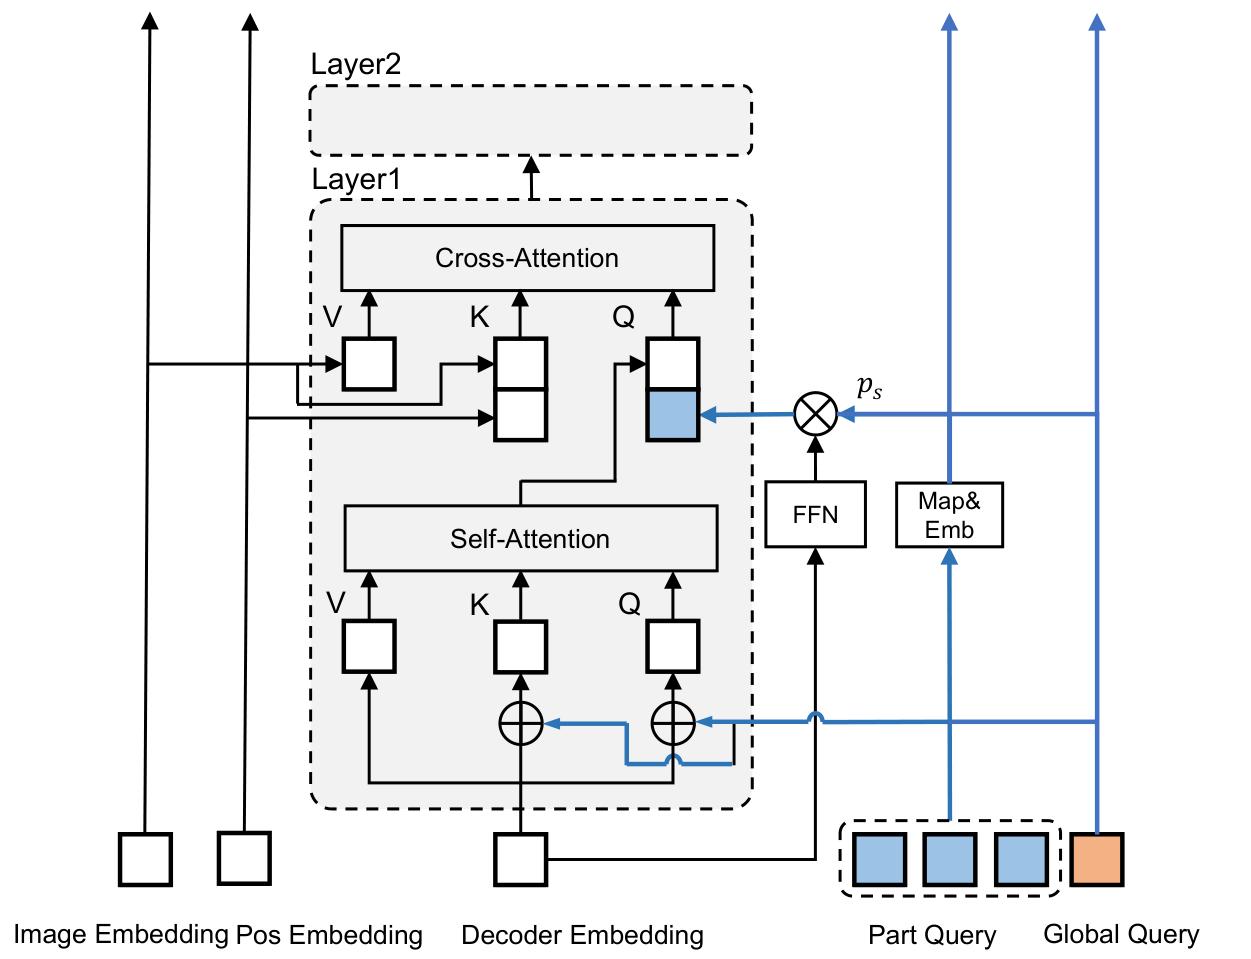 Layer2
Layer1
Cross-Attention
V
K
Q
pₛ
FFN
Map&
Emb
Self-Attention
V
K
Q
Image Embedding
Pos Embedding
Decoder Embedding
Part Query
Global Query